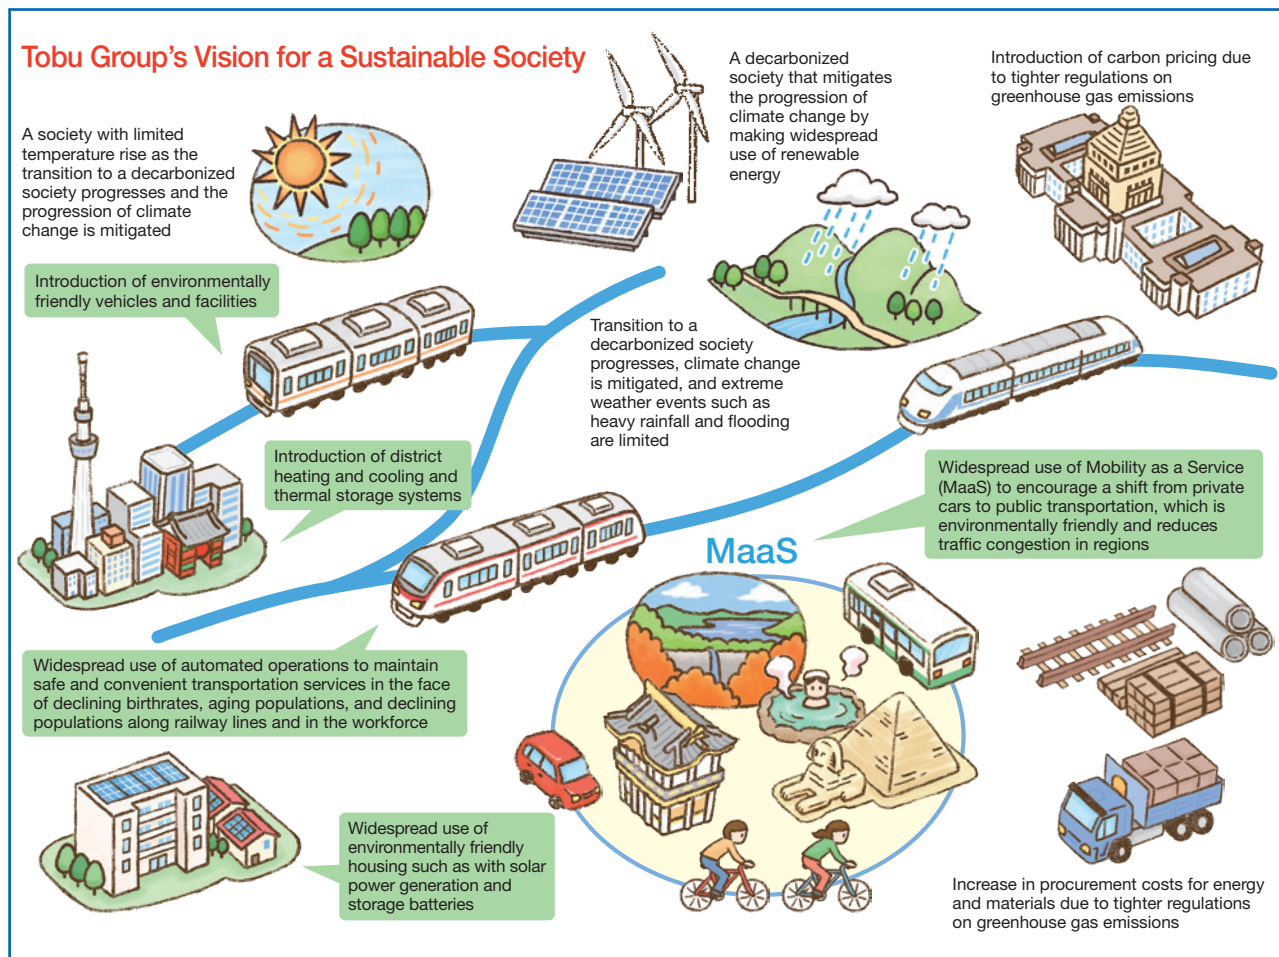 Tobu Group’s Vision for a Sustainable Society
A society with limited
temperature rise as the
transition to a decarbonized
society progresses and the
progression of climate
change is mitigated
A decarbonized
society that mitigates
the progression of
climate change by
making widespread
use of renewable
energy
Introduction of carbon pricing due
to tighter regulations on
greenhouse gas emissions
Introduction of environmentally
friendly vehicles and facilities
Transition to a
decarbonized society
progresses, climate change
is mitigated, and extreme
weather events such as
heavy rainfall and flooding
are limited
Introduction of district
heating and cooling and
thermal storage systems
Widespread use of Mobility as a Service
(MaaS) to encourage a shift from private
cars to public transportation, which is
environmentally friendly and reduces
traffic congestion in regions
MaaS
Widespread use of automated operations to maintain
safe and convenient transportation services in the face
of declining birthrates, aging populations, and declining
populations along railway lines and in the workforce
Widespread use of
environmentally friendly
housing such as with solar
power generation and
storage batteries
Increase in procurement costs for energy
and materials due to tighter regulations
on greenhouse gas emissions